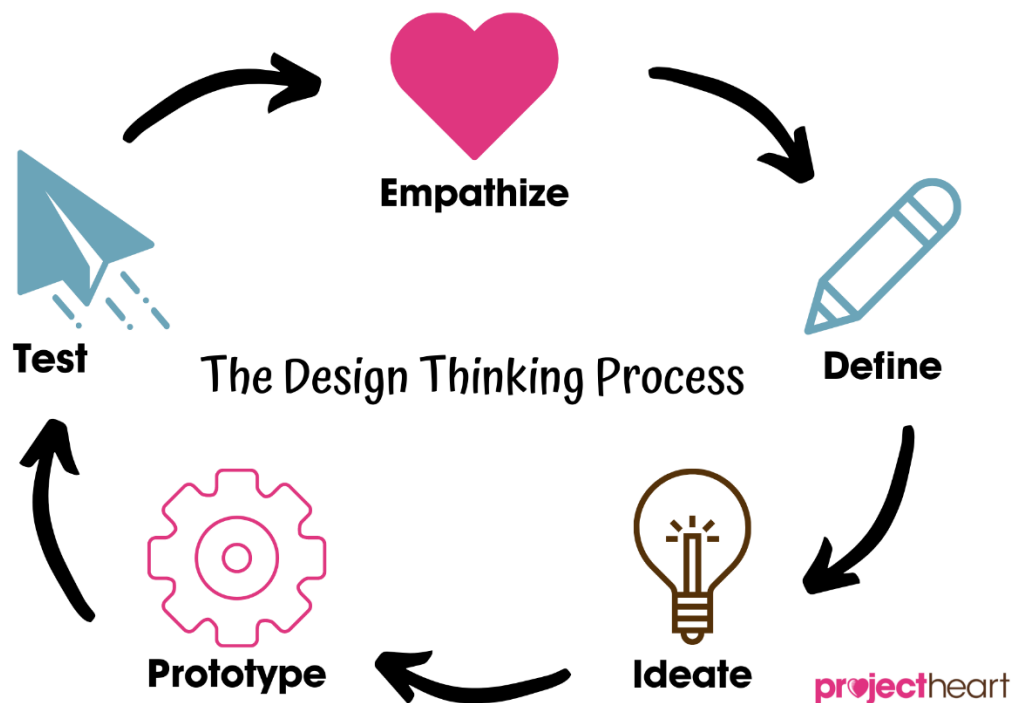 Empathize
Define
Test
The Design Thinking Process
Prototype
Ideate
projectheart